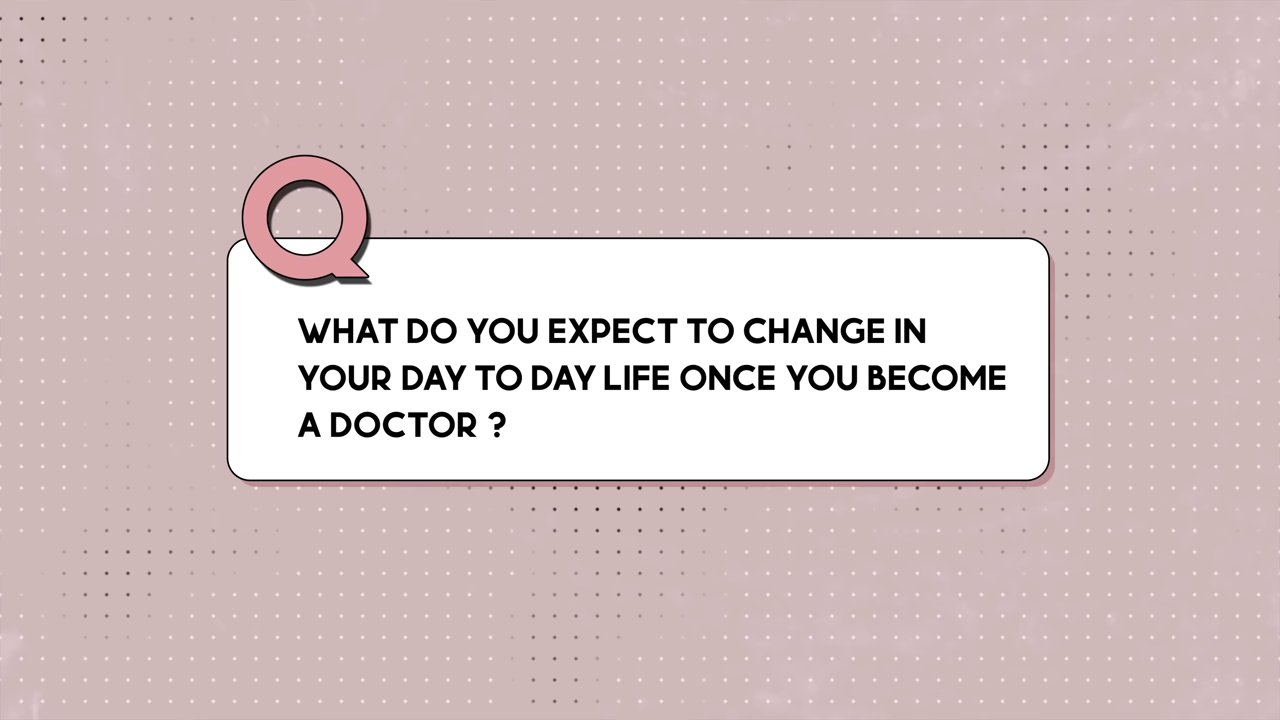 Q
WHAT DO YOU EXPECT TO CHANGE IN
YOUR DAY TO DAY LIFE ONCE YOU BECOME
A DOCTOR ?